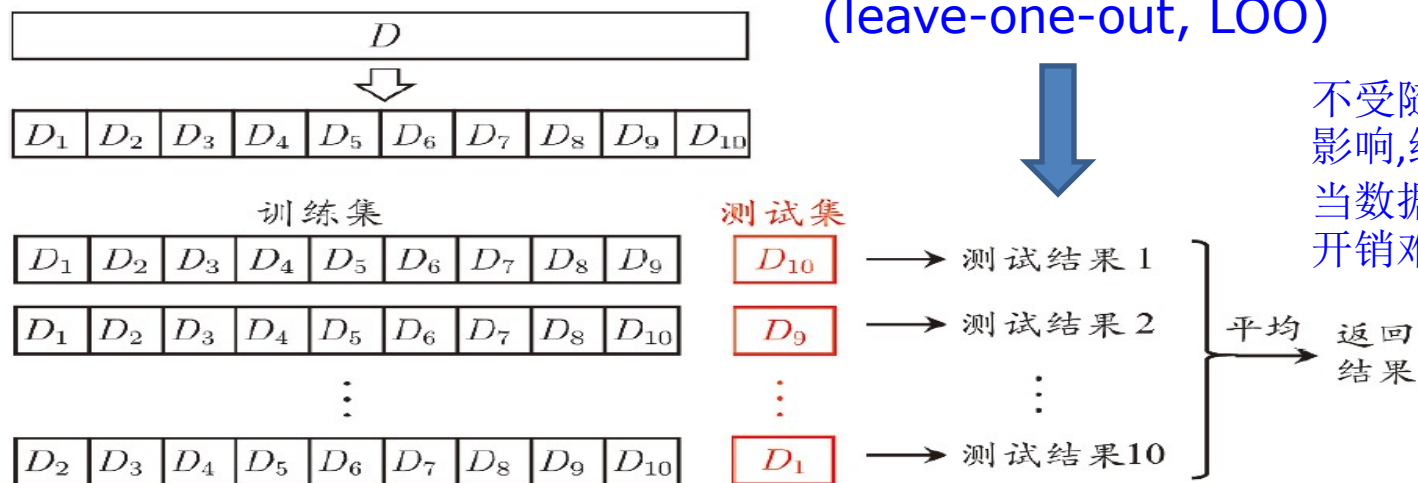 (leave-one-out, LOO)
D
D₁ D₂ D₃ D₄ D₅ D₆ D₇ D₈ D₉ D₁₀
不受随
影响,
当数据
开销难
训练集 测试集
D₁ D₂ D₃ D₄ D₅ D₆ D₇ D₈ D₉ D₁₀ 测试结果 1
D₁ D₂ D₃ D₄ D₅ D₆ D₇ D₈ D₁₀ D₉ 测试结果 2
平均 返回
结果
⋮ ⋮ ⋮
D₂ D₃ D₄ D₅ D₆ D₇ D₈ D₉ D₁₀ D₁ 测试结果10